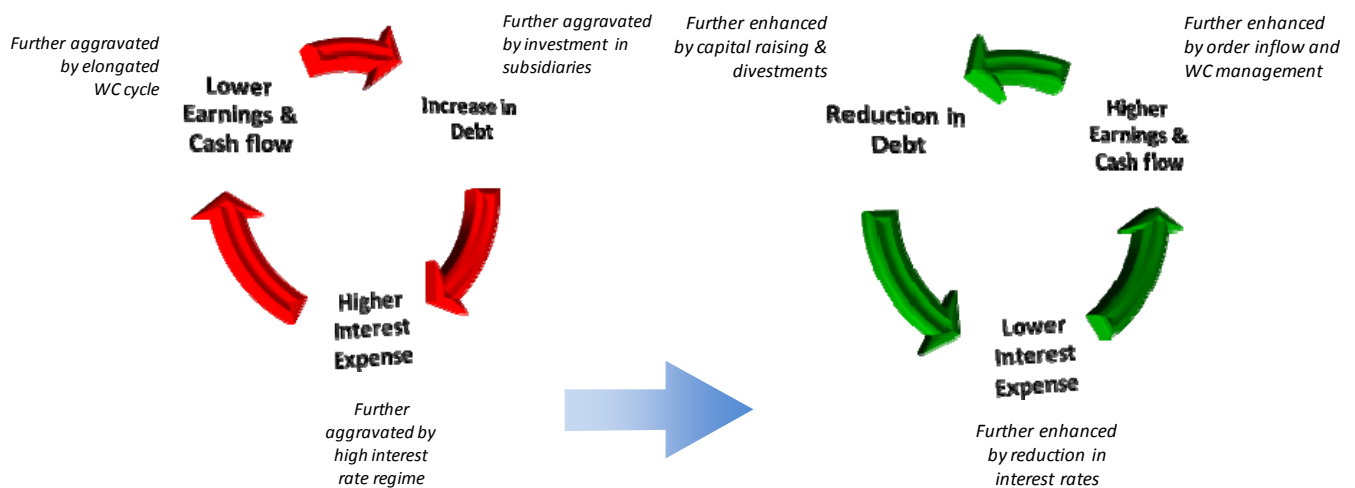 Further aggravated
by elongated
WC cycle
Lower
Earnings &
Cash flow
Further aggravated
by investment in
subsidiaries
Increase in
Debt
Higher
Interest
Expense
Further
aggravated by
high interest
rate regime
Further enhanced
by capital raising &
divestments
Reduction in
Debt
Further enhanced
by order inflow and
WC management
Higher
Earnings &
Cash flow
Lower
Interest
Expense
Further enhanced
by reduction in
interest rates